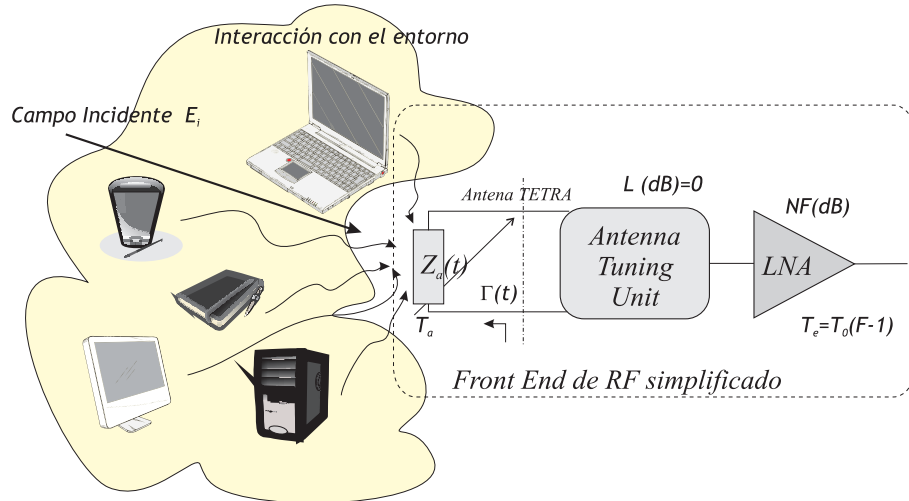 Interacción con el entorno
Campo Incidente E_i
Antena TETRA
L (dB)=0
NF(dB)
Antenna
Tuning
Unit
Z_a(t)
LNA
Γ(t)
T_a
T_e=T_0(F-1)
Front End de RF simplificado